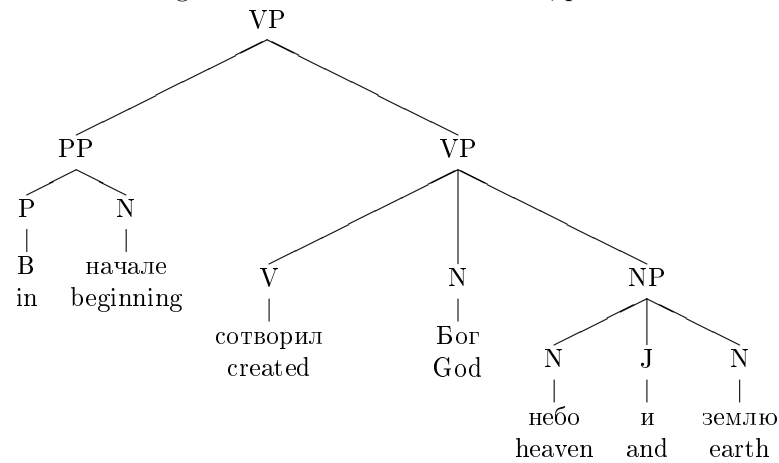 VP
PP VP
P N
В начале
in beginning
V N NP
сотворил Бог
created God
N J N
небо и землю
heaven and earth